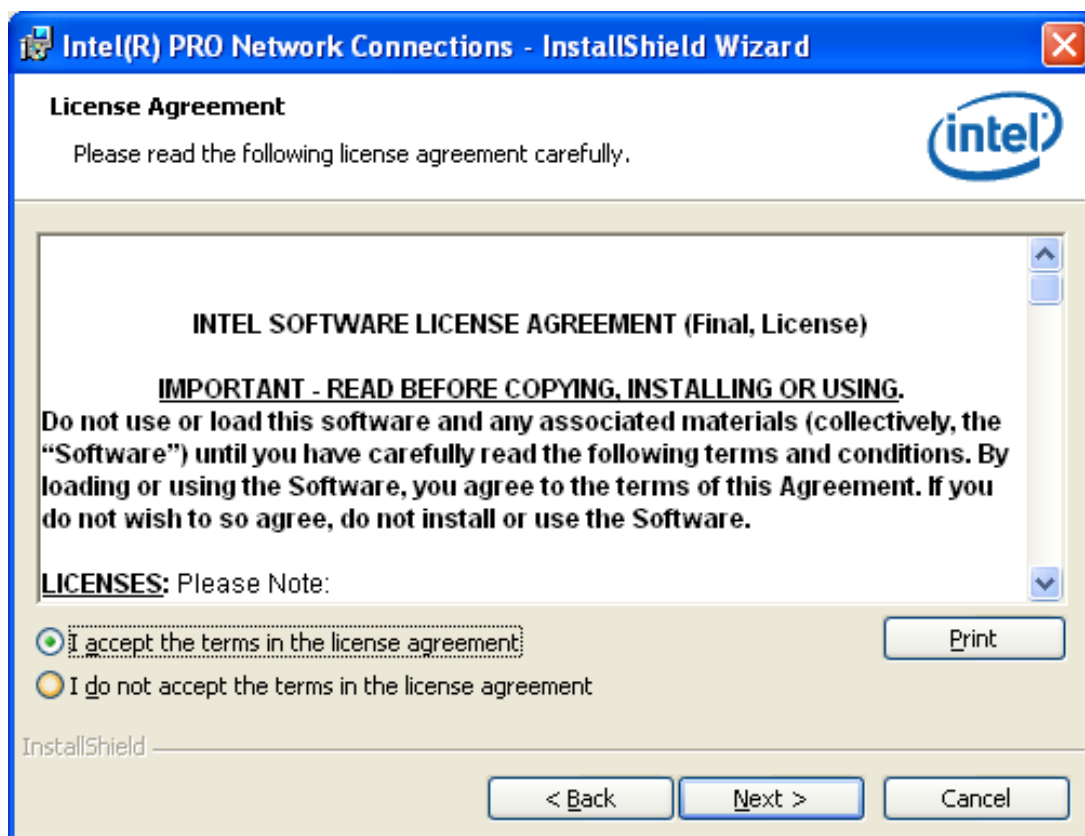 Intel(R) PRO Network Connections - InstallShield Wizard
License Agreement
Please read the following license agreement carefully.
intel
INTEL SOFTWARE LICENSE AGREEMENT (Final, License)
IMPORTANT - READ BEFORE COPYING, INSTALLING OR USING.
Do not use or load this software and any associated materials (collectively, the
“Software”) until you have carefully read the following terms and conditions. By
loading or using the Software, you agree to the terms of this Agreement. If you
do not wish to so agree, do not install or use the Software.
LICENSES: Please Note:
I accept the terms in the license agreement
Print
I do not accept the terms in the license agreement
InstallShield
< Back
Next >
Cancel